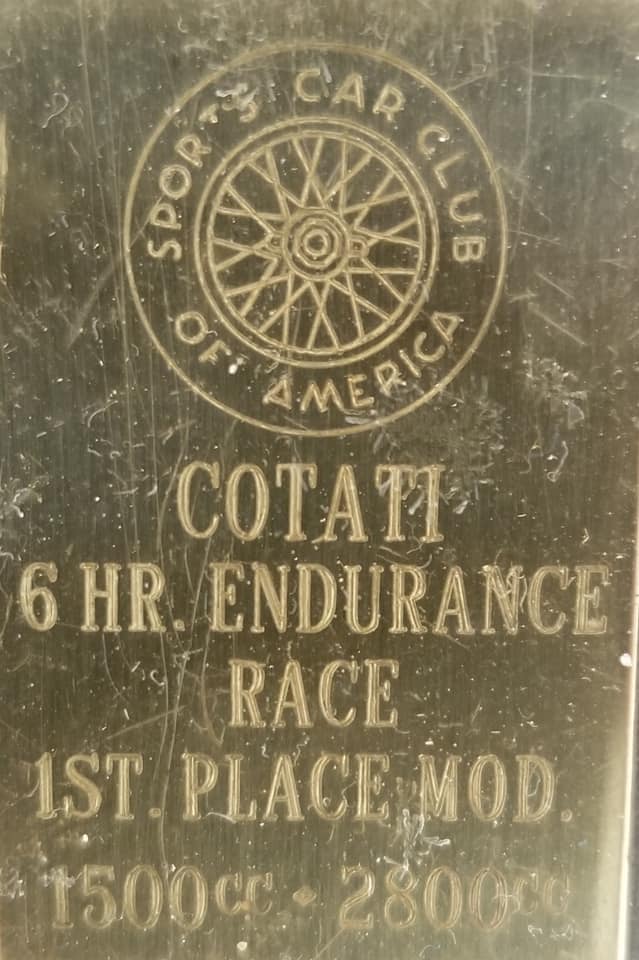 SPORTS CAR CLUB
OF AMERICA
COTATI
6 HR. ENDURANCE
RACE
1ST. PLACE MOD.
1500cc · 2800cc